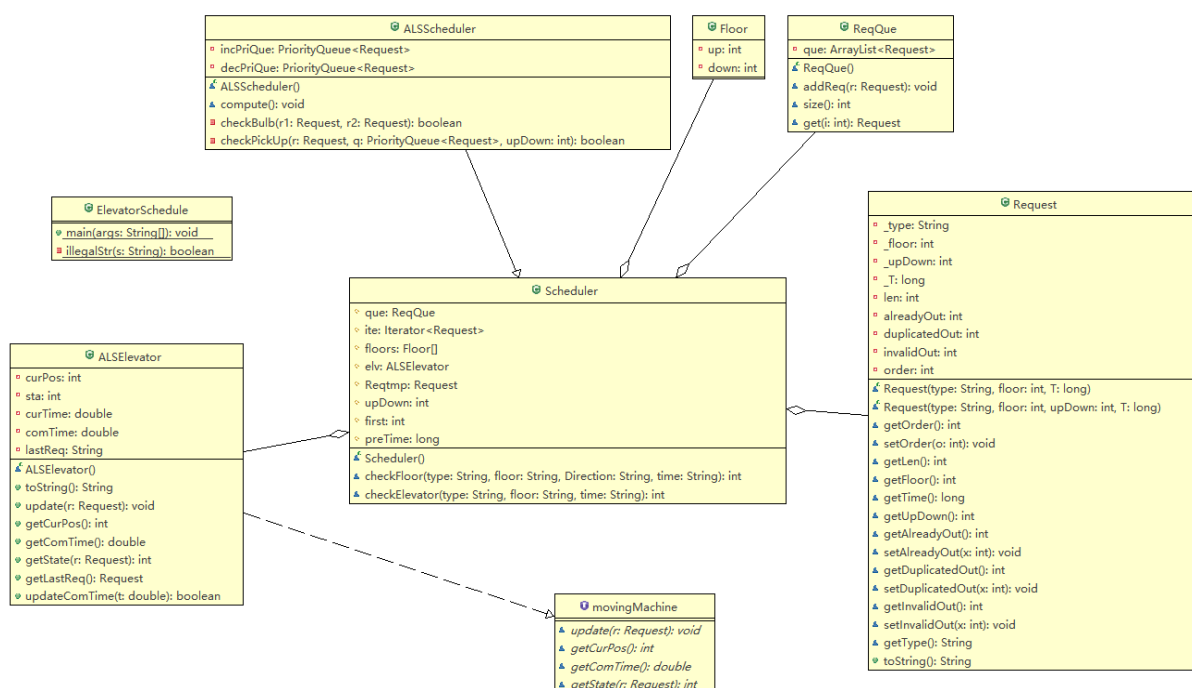 ALSScheduler
incPriQue: PriorityQueue<Request>
decPriQue: PriorityQueue<Request>
ALSScheduler()
compute(): void
checkBulb(r1: Request, r2: Request): boolean
checkPickUp(r: Request, q: PriorityQueue<Request>, upDown: int): boolean
Floor
up: int
down: int
ReqQue
que: ArrayList<Request>
ReqQue()
addReq(r: Request): void
size(): int
get(i: int): Request
ElevatorSchedule
main(args: String[]): void
illegalStr(s: String): boolean
Request
_type: String
_floor: int
_upDown: int
_T: long
len: int
alreadyOut: int
duplicatedOut: int
invalidOut: int
order: int
Request(type: String, floor: int, T: long)
Request(type: String, floor: int, upDown: int, T: long)
getOrder(): int
setOrder(o: int): void
getLen(): int
getFloor(): int
getTime(): long
getUpDown(): int
getAlreadyOut(): int
setAlreadyOut(x: int): void
getDuplicatedOut(): int
setDuplicatedOut(x: int): void
getInvalidOut(): int
setInvalidOut(x: int): void
getType(): String
toString(): String
Scheduler
que: ReqQue
ite: Iterator<Request>
floors: Floor[]
elv: ALSElevator
Reqtmp: Request
upDown: int
first: int
preTime: long
Scheduler()
checkFloor(type: String, floor: String, Direction: String, time: String): int
checkElevator(type: String, floor: String, time: String): int
ALSElevator
curPos: int
sta: int
curTime: double
comTime: double
lastReq: String
ALSElevator()
toString(): String
update(r: Request): void
getCurPos(): int
getComTime(): double
getState(r: Request): int
getLastReq(): Request
updateComTime(t: double): boolean
movingMachine
update(r: Request): void
getCurPos(): int
getComTime(): double
getState(r: Request): int